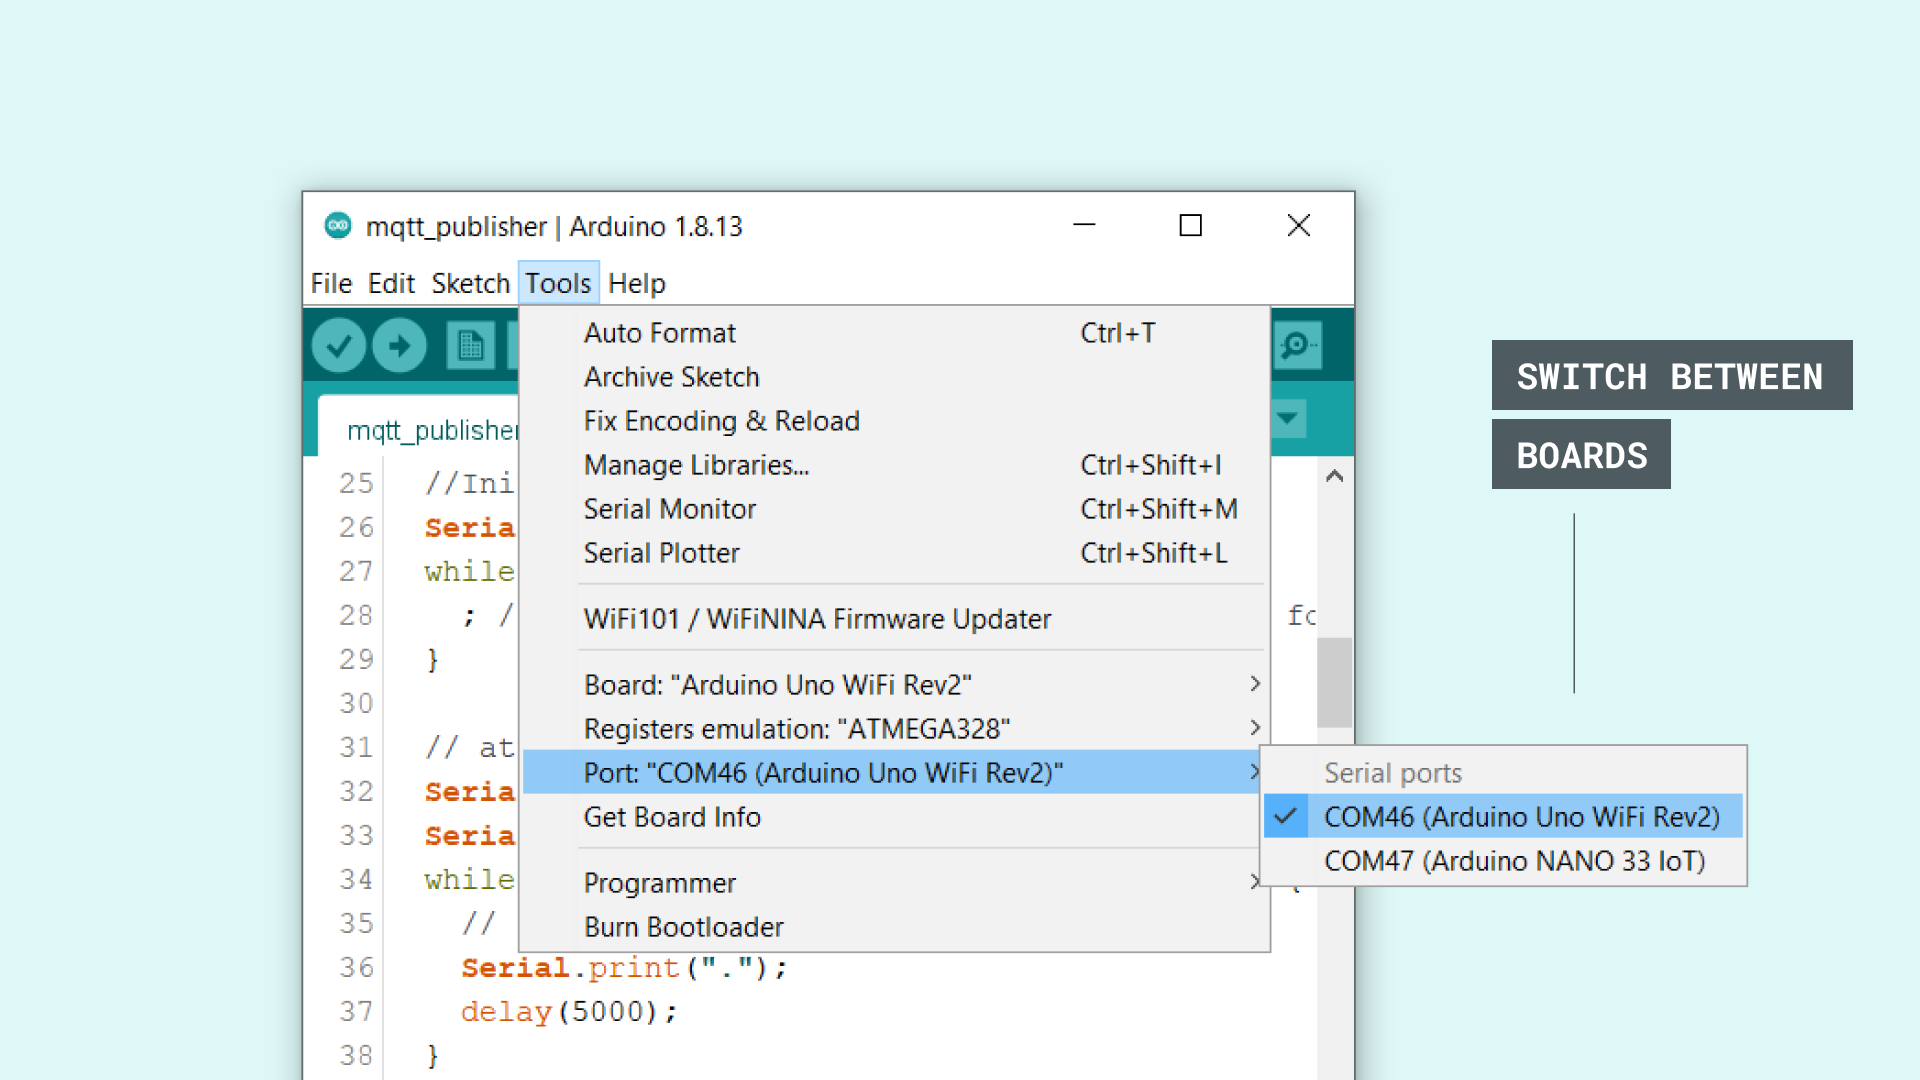 mqtt_publisher | Arduino 1.8.13
File Edit Sketch Tools Help
Auto Format Ctrl+T
Archive Sketch
Fix Encoding & Reload
Manage Libraries... Ctrl+Shift+I
Serial Monitor Ctrl+Shift+M
Serial Plotter Ctrl+Shift+L
WiFi101 / WiFiNINA Firmware Updater
Board: "Arduino Uno WiFi Rev2"
Registers emulation: "ATMEGA328"
Port: "COM46 (Arduino Uno WiFi Rev2)"
Get Board Info
Programmer
Burn Bootloader
Serial ports
COM46 (Arduino Uno WiFi Rev2)
COM47 (Arduino NANO 33 IoT)
SWITCH BETWEEN
BOARDS
mqtt_publisher
25 //Ini
26 Seria
27 while
28 ; / fo
29 }
30
31 // at
32 Seria
33 Seria
34 while {
35 //
36 Serial.print(".");
37 delay(5000);
38 }